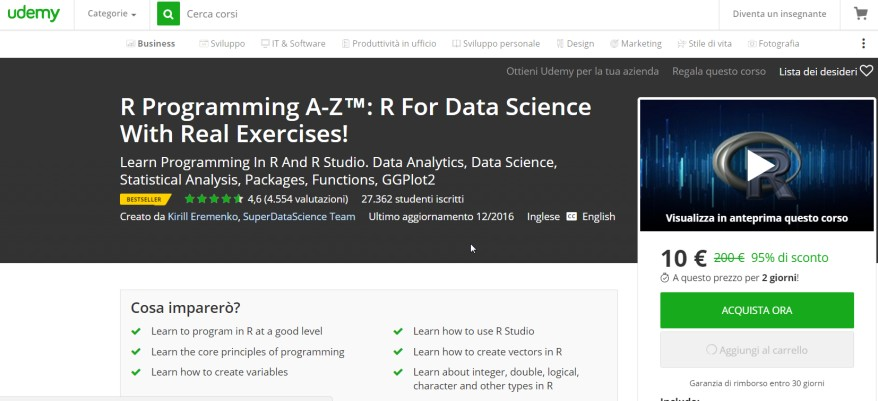 udemy Categorie Cerca corsi Diventa un insegnante
Business Sviluppo IT & Software Produttività in ufficio Sviluppo personale Design Marketing Stile di vita Fotografia
Ottieni Udemy per la tua azienda Regala questo corso Lista dei desideri
R Programming A-Z™: R For Data Science
With Real Exercises!
Learn Programming In R And R Studio. Data Analytics, Data Science,
Statistical Analysis, Packages, Functions, GGPlot2
BESTSELLER 4,6 (4.554 valutazioni) 27.362 studenti iscritti
Creato da Kirill Eremenko, SuperDataScience Team Ultimo aggiornamento 12/2016 Inglese CC English
R
Visualizza in anteprima questo corso
10 € 200 € 95% di sconto
A questo prezzo per 2 giorni!
ACQUISTA ORA
Aggiungi al carrello
Garanzia di rimborso entro 30 giorni
Cosa imparerò?
Learn to program in R at a good level
Learn the core principles of programming
Learn how to create variables
Learn how to use R Studio
Learn how to create vectors in R
Learn about integer, double, logical,
character and other types in R